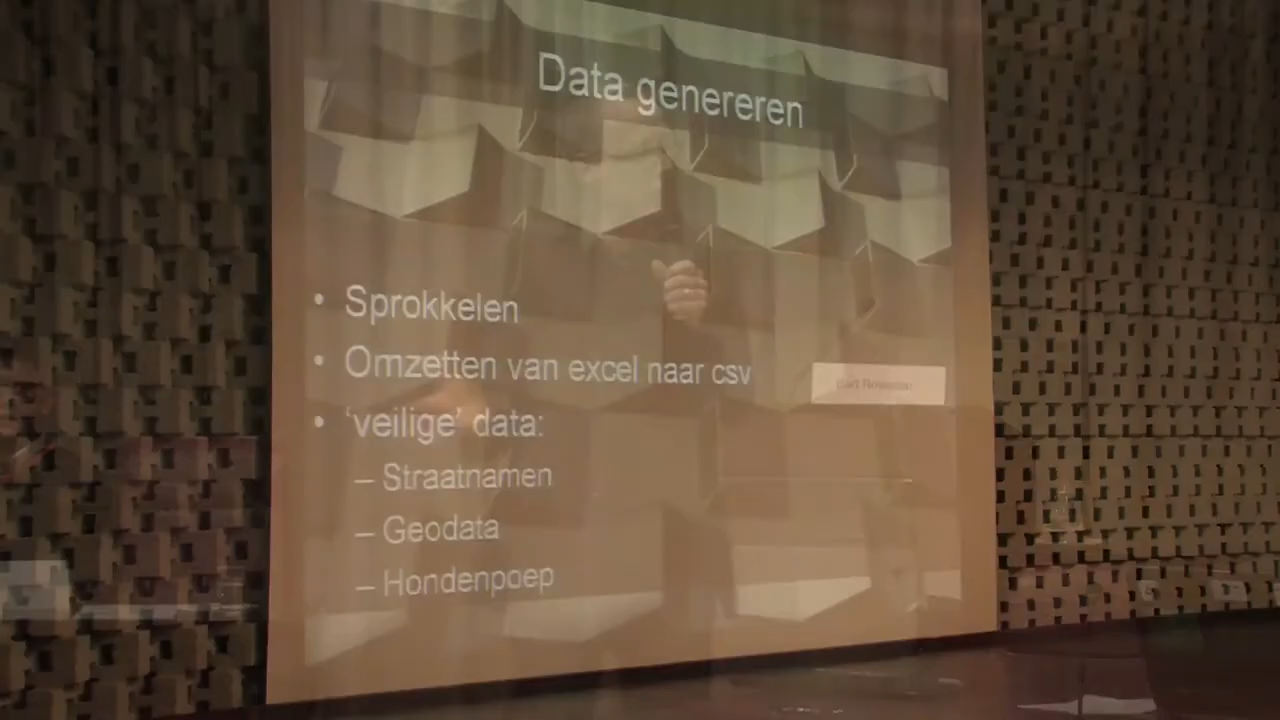 Data genereren
• Sprokkelen
• Omzetten van excel naar csv
• ‘veilige’ data:
– Straatnamen
– Geodata
– Hondenpoep